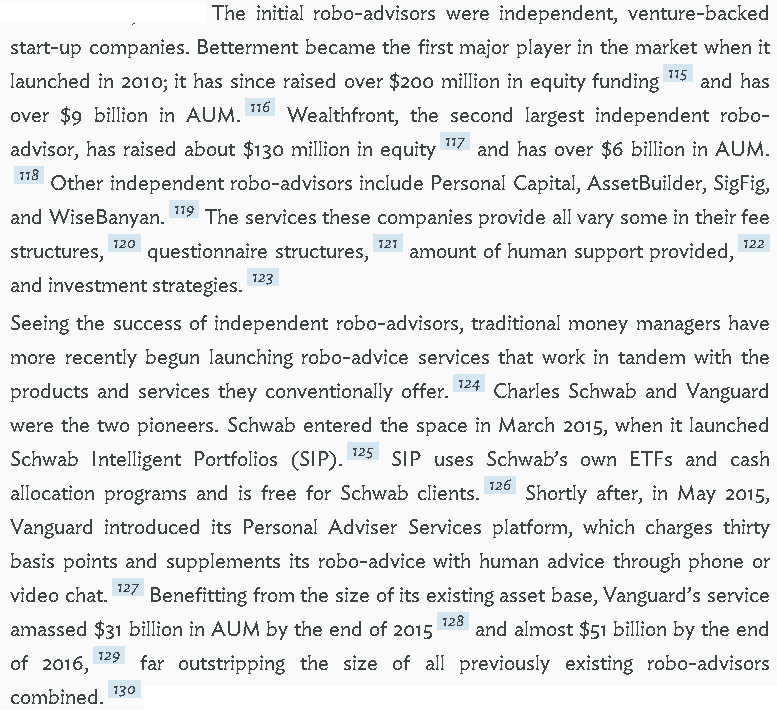 The initial robo-advisors were independent, venture-backed
start-up companies. Betterment became the first major player in the market when it
launched in 2010; it has since raised over $200 million in equity funding 115 and has
over $9 billion in AUM. 116 Wealthfront, the second largest independent robo-
advisor, has raised about $130 million in equity 117 and has over $6 billion in AUM.
118 Other independent robo-advisors include Personal Capital, AssetBuilder, SigFig,
and WiseBanyan. 119 The services these companies provide all vary some in their fee
structures, 120 questionnaire structures, 121 amount of human support provided, 122
and investment strategies. 123
Seeing the success of independent robo-advisors, traditional money managers have
more recently begun launching robo-advice services that work in tandem with the
products and services they conventionally offer. 124 Charles Schwab and Vanguard
were the two pioneers. Schwab entered the space in March 2015, when it launched
Schwab Intelligent Portfolios (SIP). 125 SIP uses Schwab's own ETFs and cash
allocation programs and is free for Schwab clients. 126 Shortly after, in May 2015,
Vanguard introduced its Personal Adviser Services platform, which charges thirty
basis points and supplements its robo-advice with human advice through phone or
video chat. 127 Benefitting from the size of its existing asset base, Vanguard's service
amassed $31 billion in AUM by the end of 2015 128 and almost $51 billion by the end
of 2016, 129 far outstripping the size of all previously existing robo-advisors
combined. 130